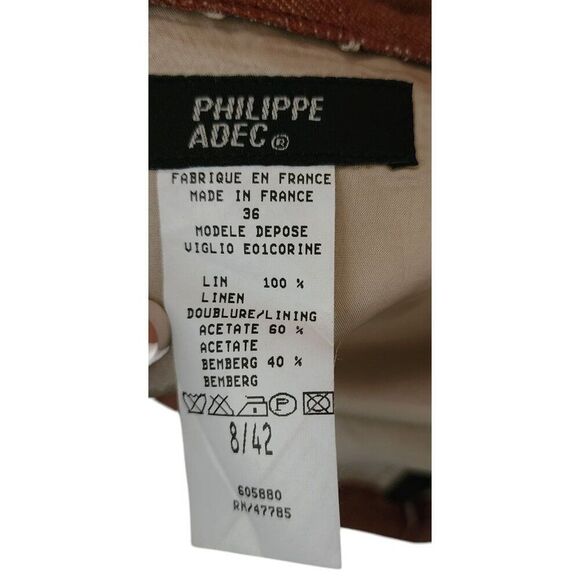 PHILIPPE
ADEC®
FABRIQUE EN FRANCE
MADE IN FRANCE
36
MODELE DEPOSE
VIGLIO E01CORINE
LIN 100 %
LINEN
DOUBLURE/LINING
ACETATE 60 %
ACETATE
BEMBERG 40 %
BEMBERG
P
8/42
605880
RN/47785